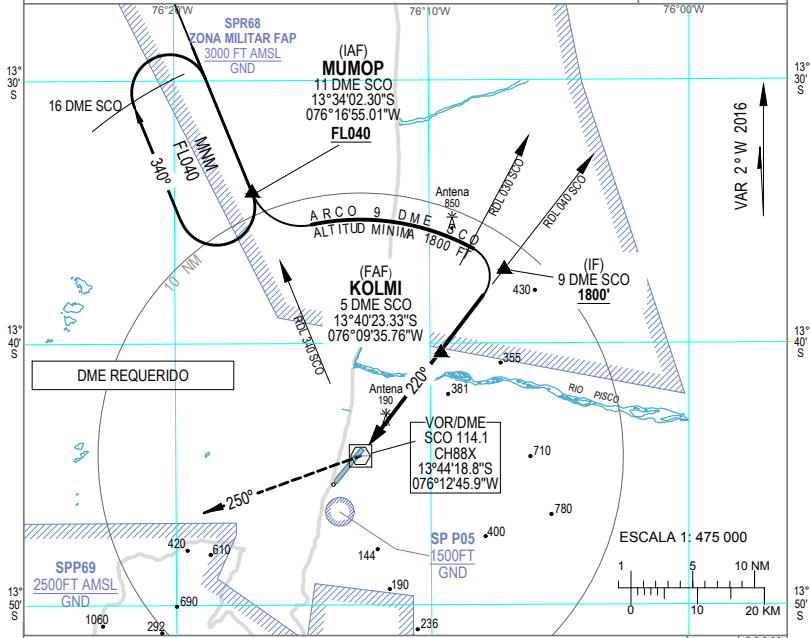 76°20'W
76°10'W
76°00'W
SPR68
ZONA MILITAR FAP
3000 FT AMSL
GND
(IAF)
MUMOP
11 DME SCO
13°34'02.30"S
076°16'55.01"W
FL040
13°
30'
S
13°
30'
S
16 DME SCO
MNM
FL040
340°
VAR 2° W 2016
RDL 030 SCO
RDL 040 SCO
Antena
850
ARCO 9 DME SCO
ALTITUD MINIMA 1800 FT
10 NM
(IF)
9 DME SCO
1800'
430
(FAF)
KOLMI
5 DME SCO
13°40'23.33"S
076°09'35.76"W
RDL 340 SCO
13°
40'
S
13°
40'
S
DME REQUERIDO
355
220°
381
RIO PISCO
Antena
190
VOR/DME
SCO 114.1
CH88X
13°44'18.8"S
076°12'45.9"W
710
250°
780
400
ESCALA 1: 475 000
SP P05
1500FT
GND
144
420
610
SPP69
2500FT AMSL
GND
1 5 10 NM
0 10 20 KM
190
690
13°
50'
S
13°
50'
S
1060
292
236